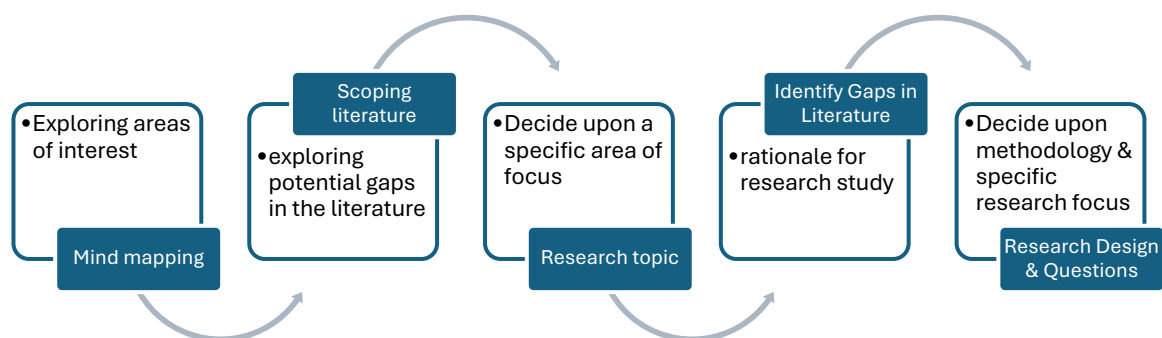 •Exploring areas
of interest
Mind mapping
Scoping
literature
•exploring
potential gaps
in the literature
•Decide upon a
specific area of
focus
Research topic
Identify Gaps in
Literature
•rationale for
research study
•Decide upon
methodology &
specific
research focus
Research Design
& Questions